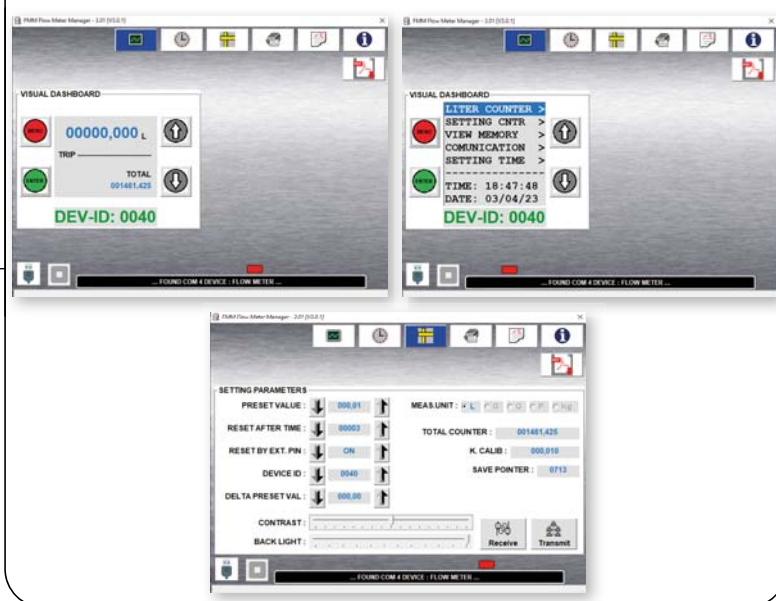 FMM Flow Meter Manager - 3.01 [V3.0.1]
VISUAL DASHBOARD
MENU
00000,000 L
TRIP
ENTER
TOTAL
001461,425
DEV-ID: 0040
... FOUND COM 4 DEVICE : FLOW METER ...
FMM Flow Meter Manager - 3.01 [V3.0.1]
VISUAL DASHBOARD
LITER COUNTER >
SETTING CNTR >
MENU
VIEW MEMORY >
COMUNICATION >
SETTING TIME >
ENTER
TIME: 18:47:48
DATE: 03/04/23
DEV-ID: 0040
... FOUND COM 4 DEVICE : FLOW METER ...
FMM Flow Meter Manager - 3.01 [V3.0.1]
SETTING PARAMETERS
PRESET VALUE : 000,01 MEAS.UNIT : L G Q P Kg
RESET AFTER TIME : 00003 TOTAL COUNTER : 001461,425
RESET BY EXT. PIN : ON K. CALIB : 000,010
DEVICE ID : 0040 SAVE POINTER : 0713
DELTA PRESET VAL : 000,00
CONTRAST :
BACK LIGHT : Receive Transmit
... FOUND COM 4 DEVICE : FLOW METER ...